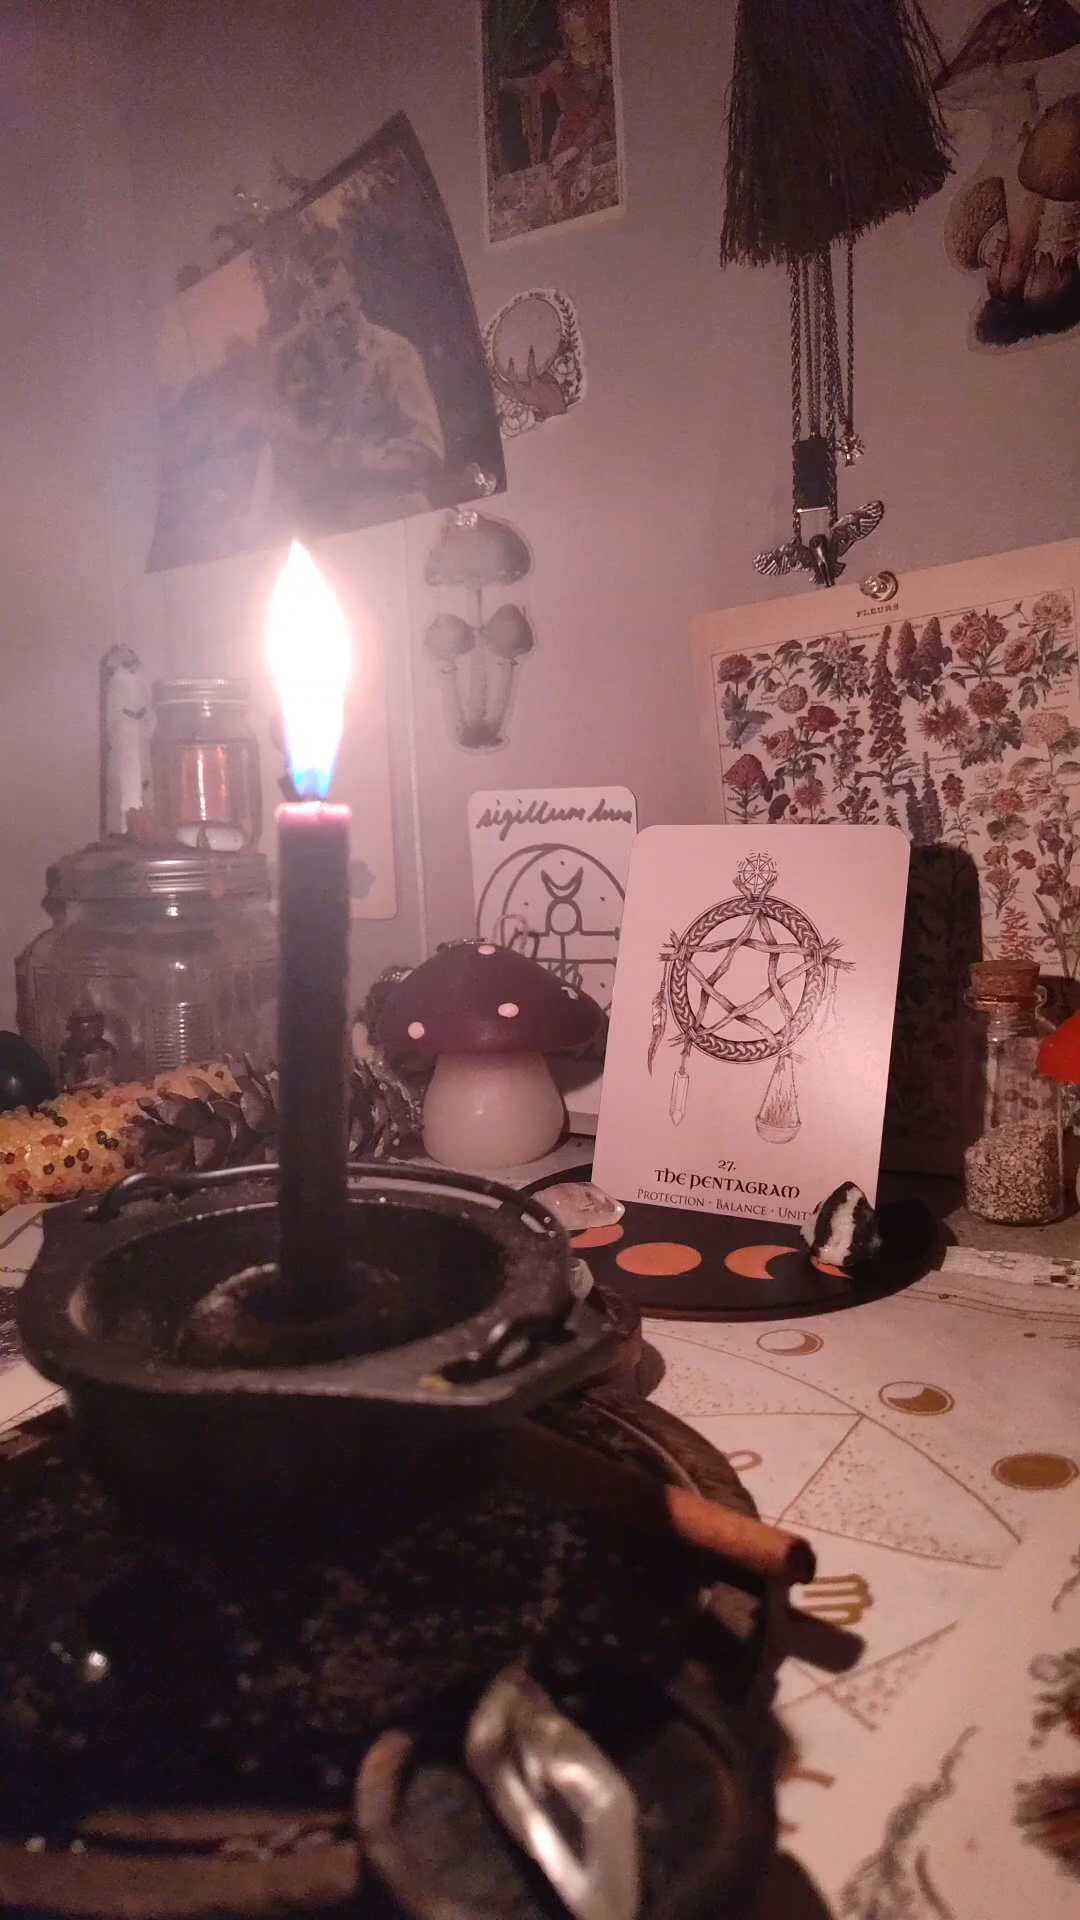 FLEURS
sigillum luna
27.
THE PENTAGRAM
PROTECTION · BALANCE · UNIT